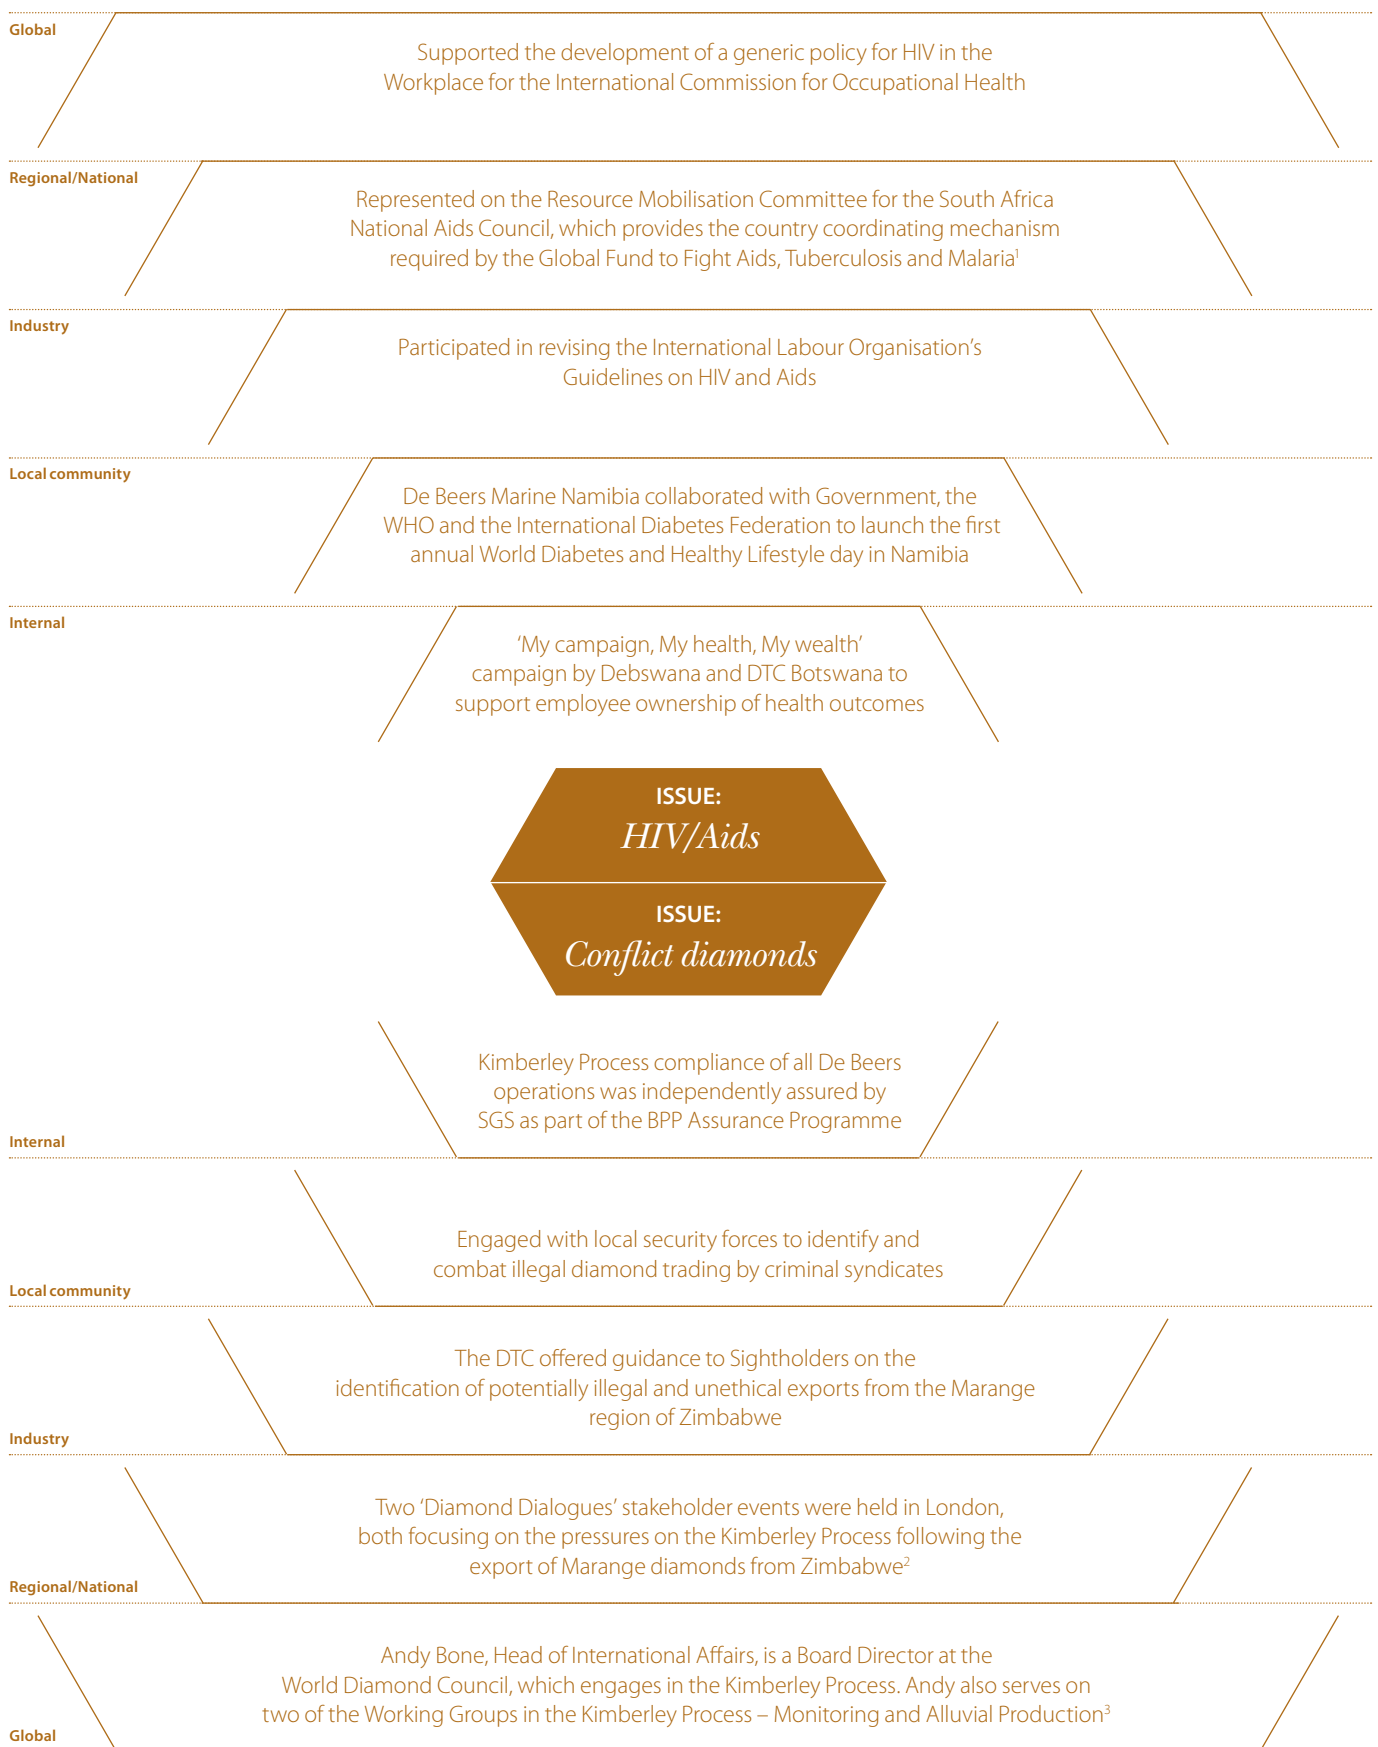 Global
Supported the development of a generic policy for HIV in the
Workplace for the International Commission for Occupational Health
Regional/National
Represented on the Resource Mobilisation Committee for the South Africa
National Aids Council, which provides the country coordinating mechanism
required by the Global Fund to Fight Aids, Tuberculosis and Malaria¹
Industry
Participated in revising the International Labour Organisation’s
Guidelines on HIV and Aids
Local community
De Beers Marine Namibia collaborated with Government, the
WHO and the International Diabetes Federation to launch the first
annual World Diabetes and Healthy Lifestyle day in Namibia
Internal
‘My campaign, My health, My wealth’
campaign by Debswana and DTC Botswana to
support employee ownership of health outcomes
ISSUE:
HIV/Aids
ISSUE:
Conflict diamonds
Kimberley Process compliance of all De Beers
operations was independently assured by
SGS as part of the BPP Assurance Programme
Internal
Engaged with local security forces to identify and
combat illegal diamond trading by criminal syndicates
Local community
The DTC offered guidance to Sightholders on the
identification of potentially illegal and unethical exports from the Marange
region of Zimbabwe
Industry
Two ‘Diamond Dialogues’ stakeholder events were held in London,
both focusing on the pressures on the Kimberley Process following the
export of Marange diamonds from Zimbabwe²
Regional/National
Andy Bone, Head of International Affairs, is a Board Director at the
World Diamond Council, which engages in the Kimberley Process. Andy also serves on
two of the Working Groups in the Kimberley Process – Monitoring and Alluvial Production³
Global